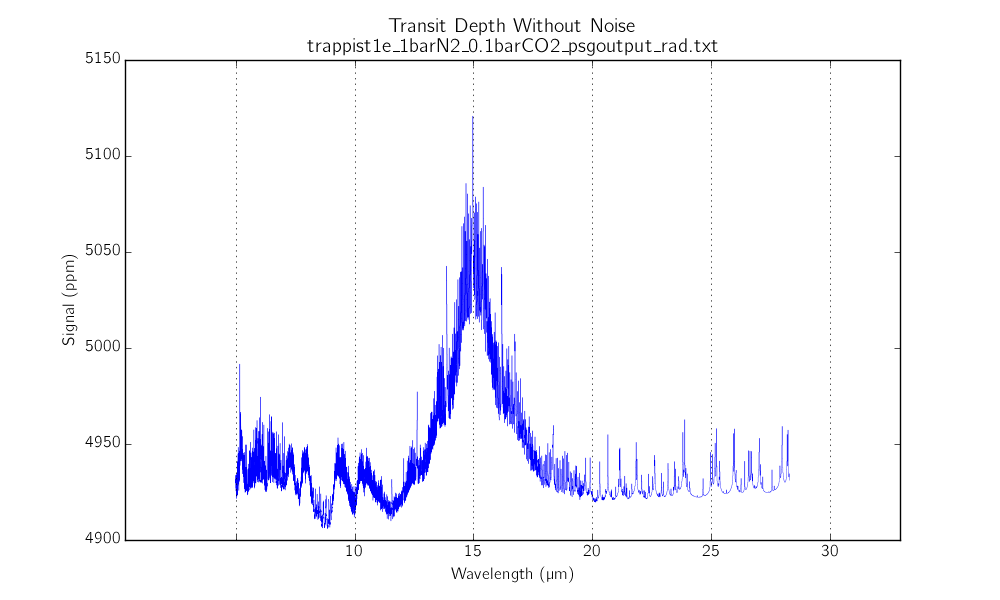 Transit Depth Without Noise
trappist1e_1barN2_0.1barCO2_psgoutput_rad.txt
5150
5100
5050
5000
4950
4900
Signal (ppm)
10
15
20
25
30
Wavelength (µm)